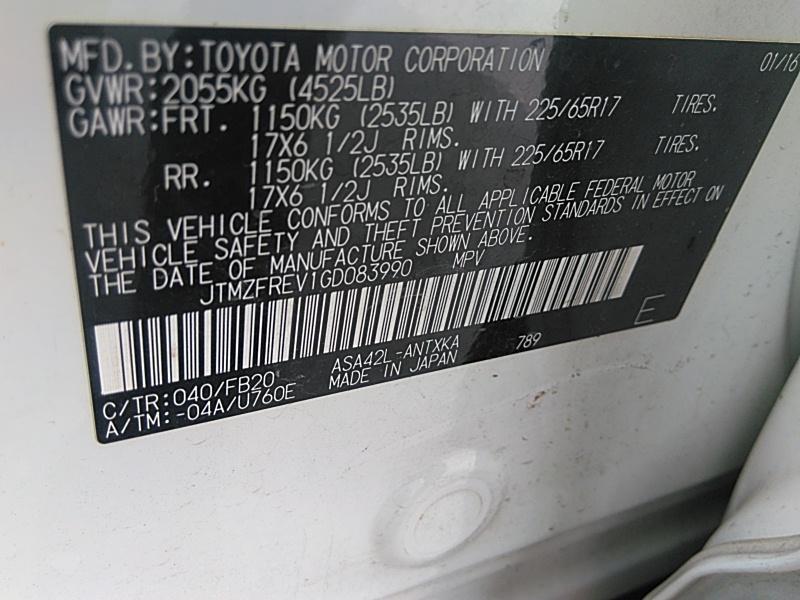 MFD. BY: TOYOTA MOTOR CORPORATION 01/16
GVWR: 2055KG (4525LB)
GAWR: FRT. 1150KG (2535LB) WITH 225/65R17 TIRES.
17X6 1/2J RIMS.
RR. 1150KG (2535LB) WITH 225/65R17 TIRES.
17X6 1/2J RIMS.
THIS VEHICLE CONFORMS TO ALL APPLICABLE FEDERAL MOTOR
VEHICLE SAFETY AND THEFT PREVENTION STANDARDS IN EFFECT ON
THE DATE OF MANUFACTURE SHOWN ABOVE.
JTMZFREV1GD083990 MPV
E
C/TR: 040/FB20 ASA42L-ANTXKA 789
A/TM: -04A/U760E MADE IN JAPAN